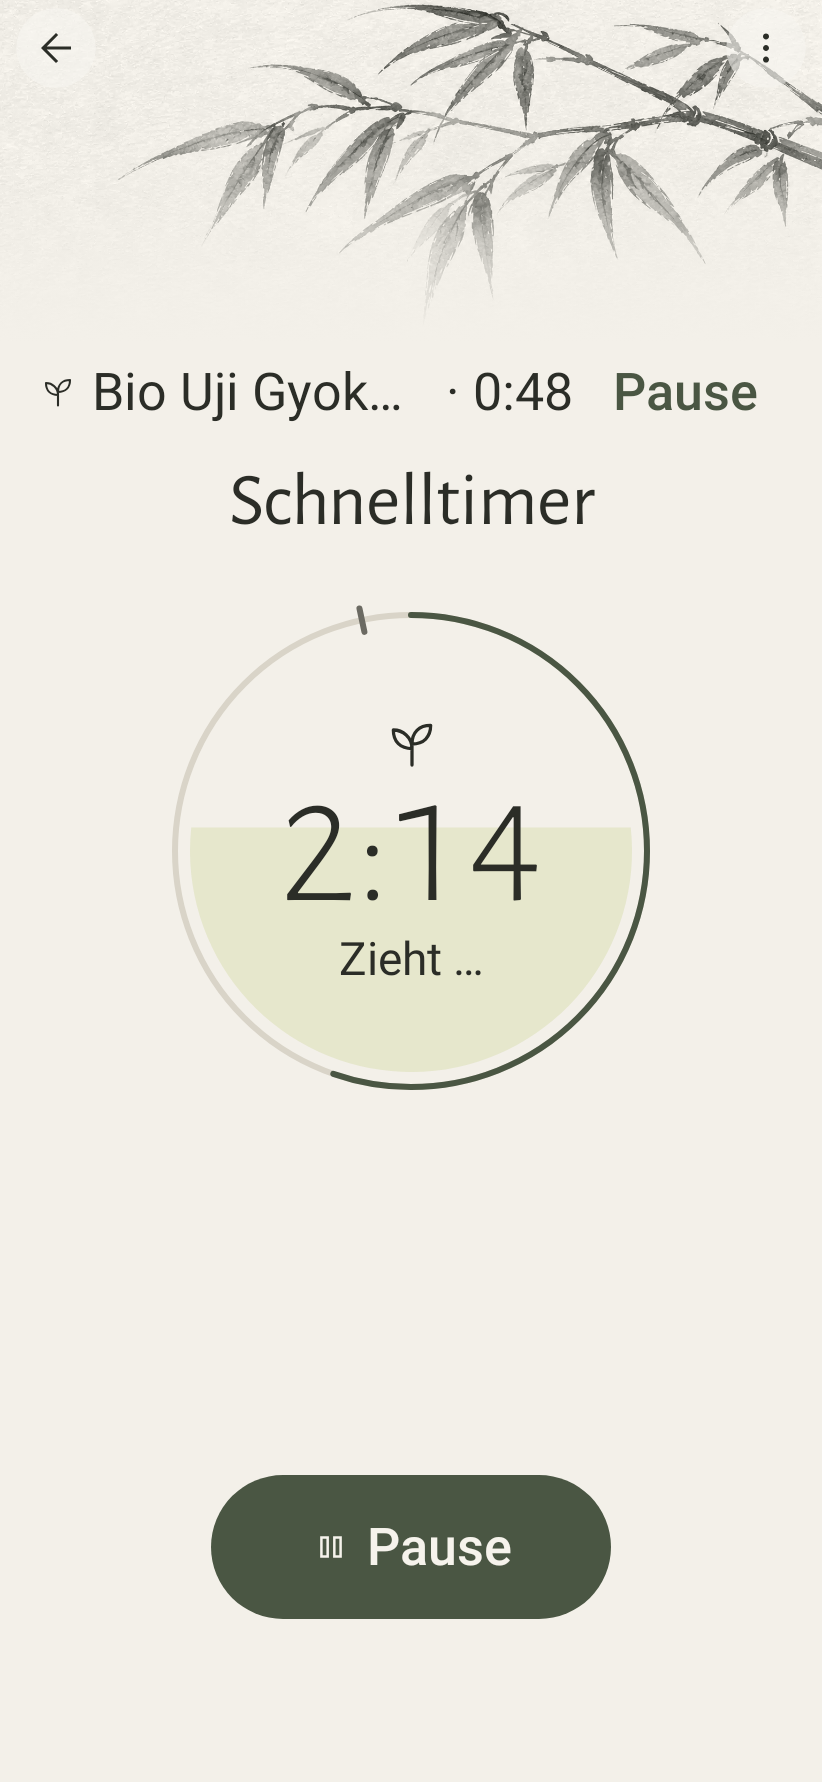 Bio Uji Gyok… · 0:48 Pause
Schnelltimer
2:14
Zieht …
Pause